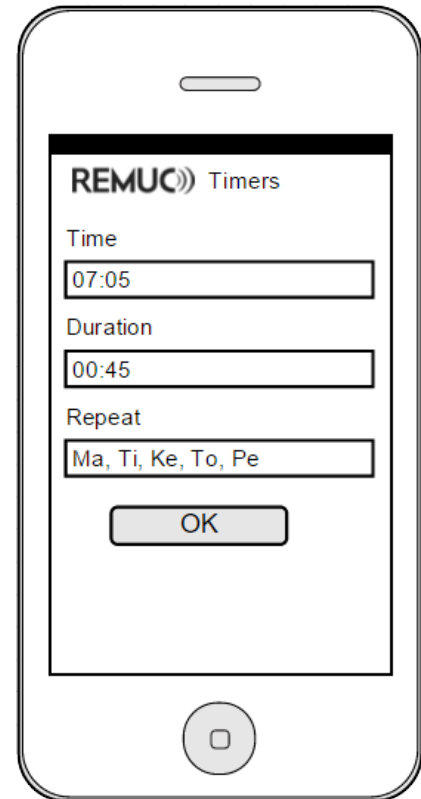 REMUC Timers
Time
07:05
Duration
00:45
Repeat
Ma, Ti, Ke, To, Pe
OK